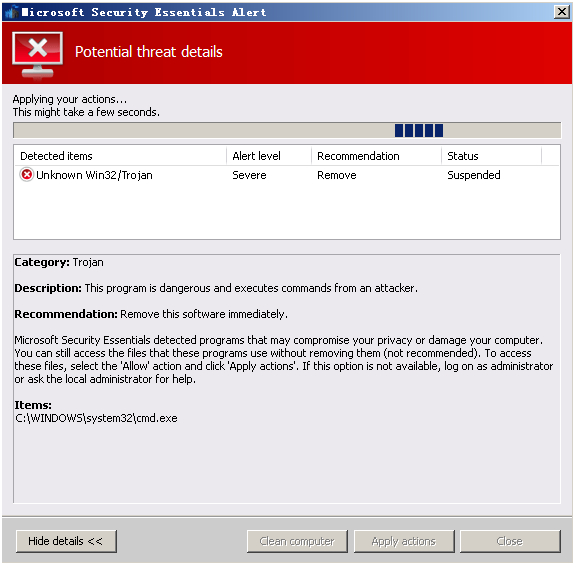 Microsoft Security Essentials Alert
Potential threat details
Applying your actions...
This might take a few seconds.
Detected items Alert level Recommendation Status
Unknown Win32/Trojan Severe Remove Suspended
Category: Trojan
Description: This program is dangerous and executes commands from an attacker.
Recommendation: Remove this software immediately.
Microsoft Security Essentials detected programs that may compromise your privacy or damage your computer.
You can still access the files that these programs use without removing them (not recommended). To access
these files, select the 'Allow' action and click 'Apply actions'. If this option is not available, log on as administrator
or ask the local administrator for help.
Items:
C:\WINDOWS\system32\cmd.exe
Hide details << Clean computer Apply actions Close